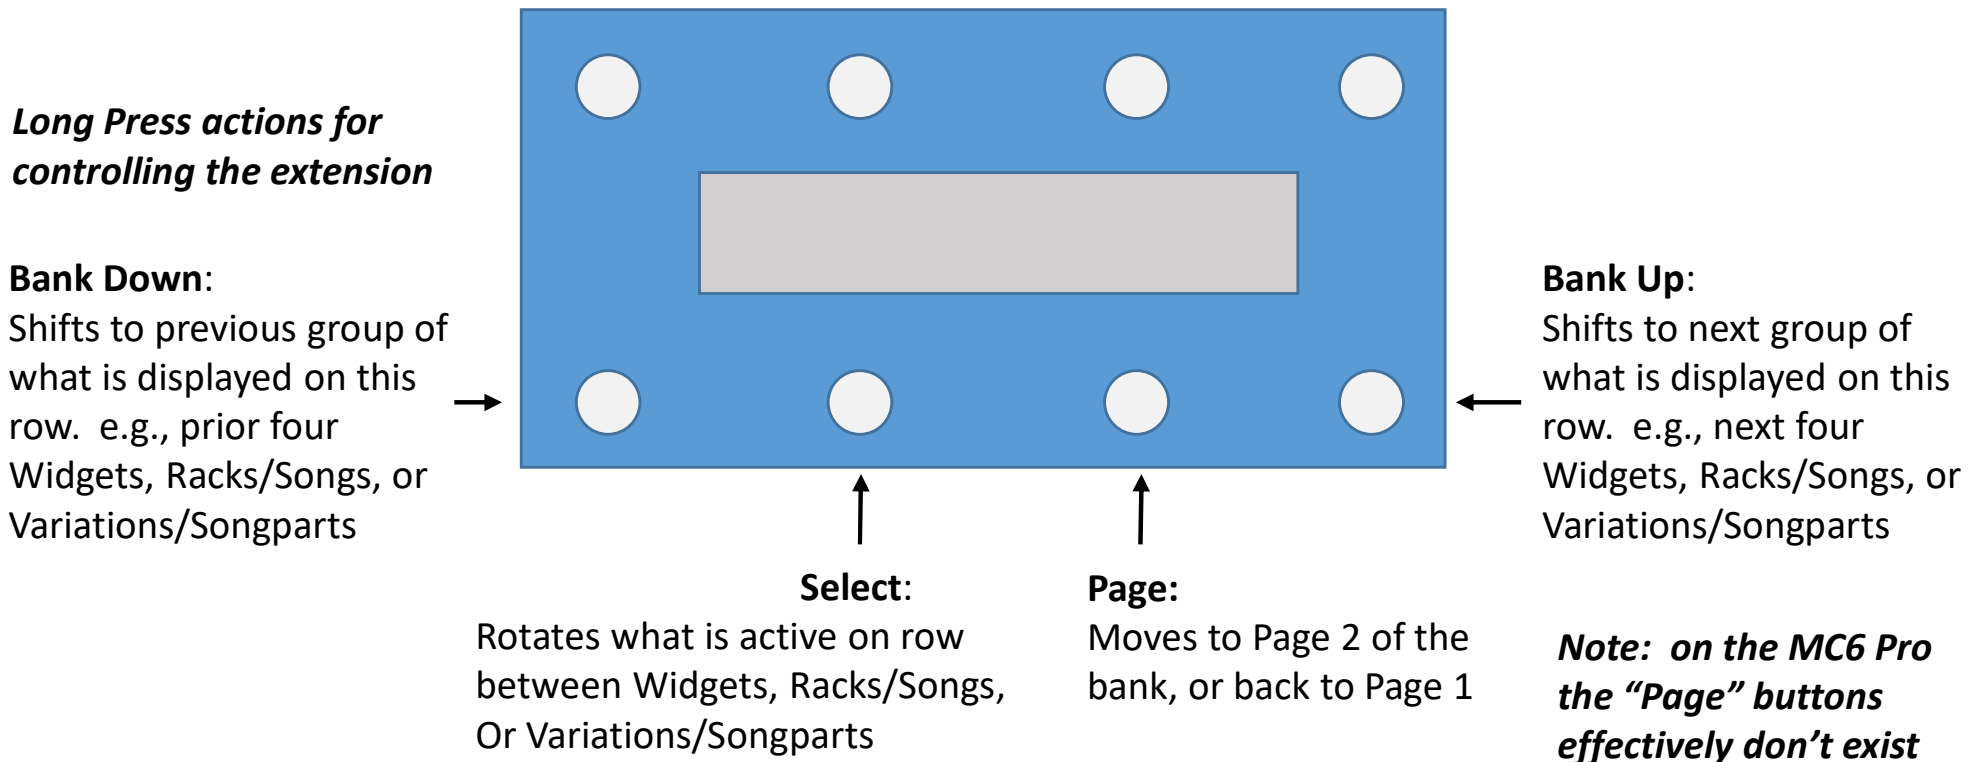 Long Press actions for
controlling the extension
Bank Down:
Shifts to previous group of
what is displayed on this
row.  e.g., prior four
Widgets, Racks/Songs, or
Variations/Songparts
Bank Up:
Shifts to next group of
what is displayed on this
row.  e.g., next four
Widgets, Racks/Songs, or
Variations/Songparts
Select:
Rotates what is active on row
between Widgets, Racks/Songs,
Or Variations/Songparts
Page:
Moves to Page 2 of the
bank, or back to Page 1
Note:  on the MC6 Pro
the “Page” buttons
effectively don’t exist